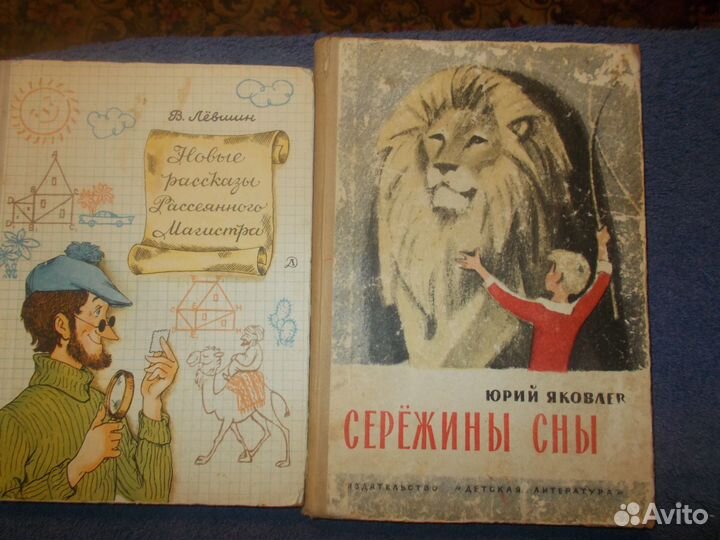 В. Лёвшин
Новые
рассказы
Рассеянного
Магистра
ЮРИЙ ЯКОВЛЕВ
СЕРЁЖИНЫ СНЫ
ИЗДАТЕЛЬСТВО «ДЕТСКАЯ ЛИТЕРАТУРА»
Avito